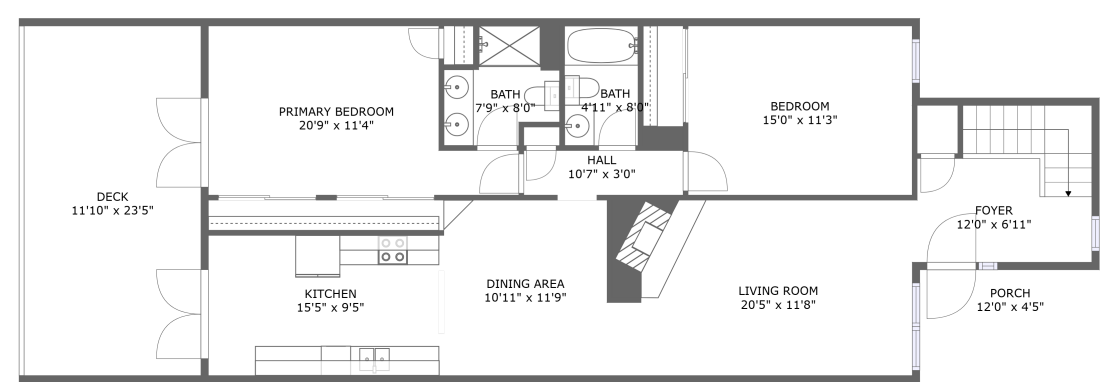 PRIMARY BEDROOM
20'9" x 11'4"
BATH
7'9" x 8'0"
BATH
4'11" x 8'0"
BEDROOM
15'0" x 11'3"
HALL
10'7" x 3'0"
DECK
11'10" x 23'5"
FOYER
12'0" x 6'11"
KITCHEN
15'5" x 9'5"
DINING AREA
10'11" x 11'9"
LIVING ROOM
20'5" x 11'8"
PORCH
12'0" x 4'5"